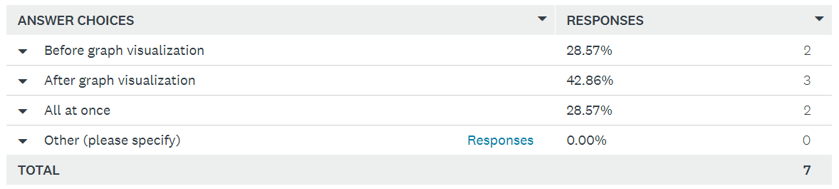 ANSWER CHOICES RESPONSES
Before graph visualization 28.57% 2
After graph visualization 42.86% 3
All at once 28.57% 2
Other (please specify) Responses 0.00% 0
TOTAL 7